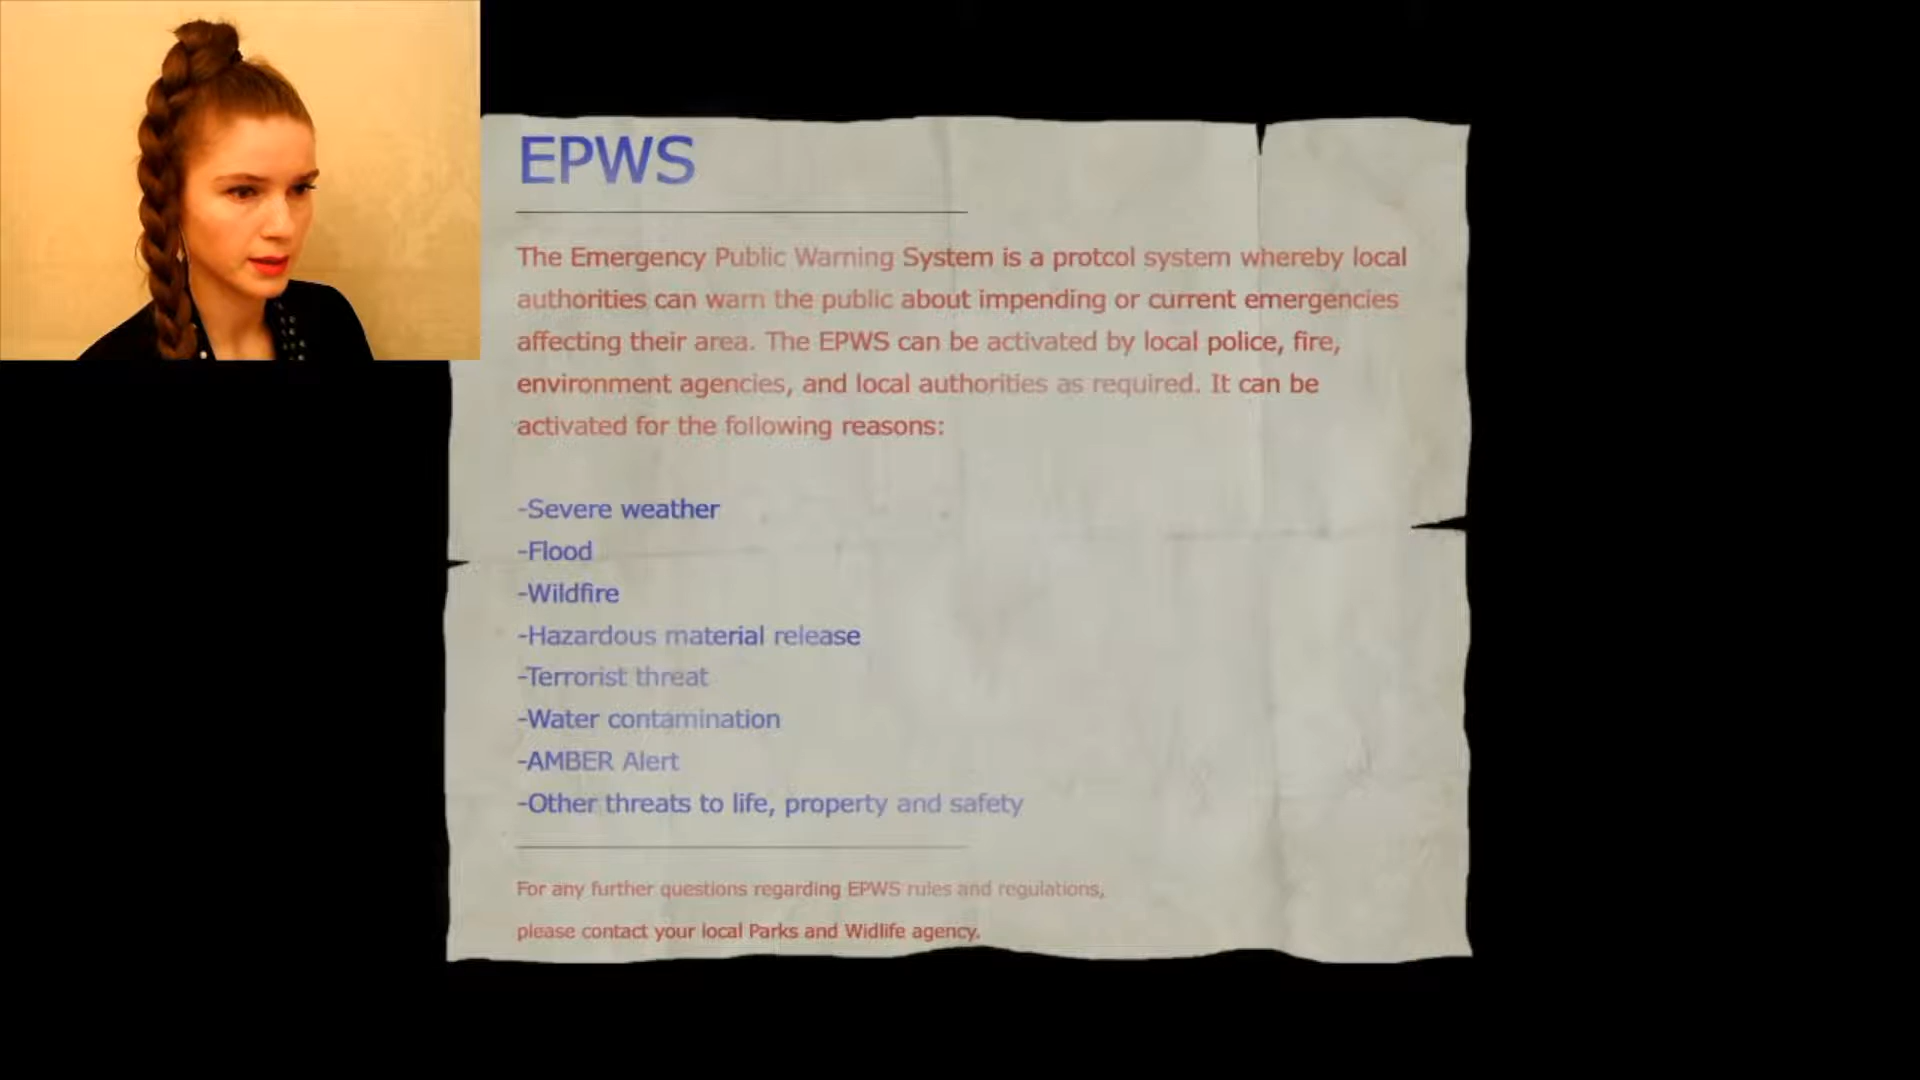 EPWS
The Emergency Public Warning System is a protcol system whereby local
authorities can warn the public about impending or current emergencies
affecting their area. The EPWS can be activated by local police, fire,
environment agencies, and local authorities as required. It can be
activated for the following reasons:
-Severe weather
-Flood
-Wildfire
-Hazardous material release
-Terrorist threat
-Water contamination
-AMBER Alert
-Other threats to life, property and safety
For any further questions regarding EPWS rules and regulations,
please contact your local Parks and Widlife agency.